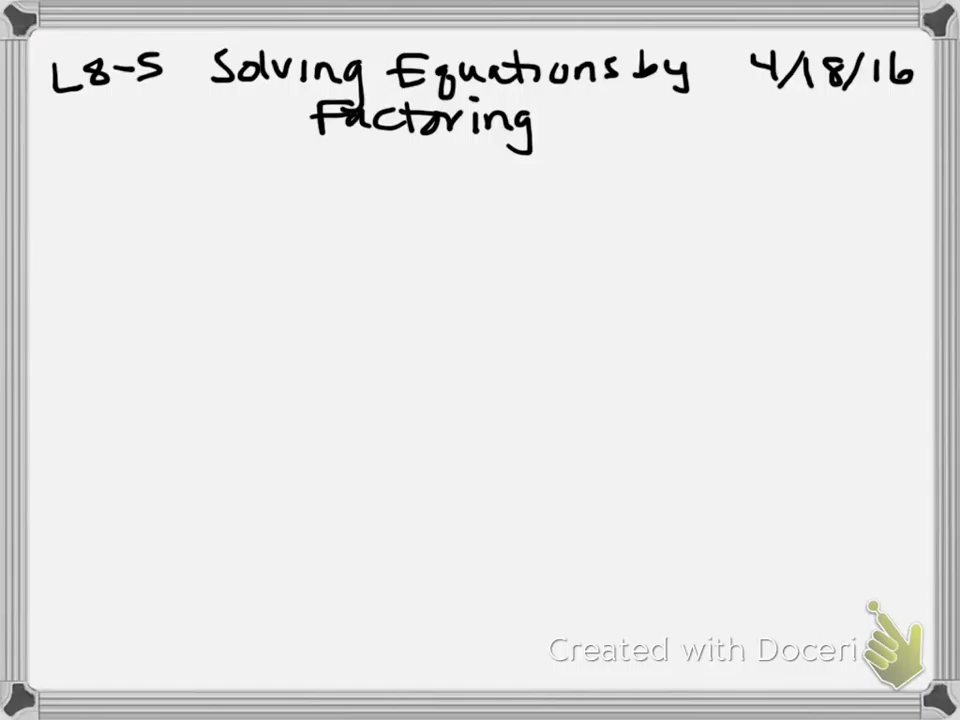 L8-5 Solving Equations by 4/18/16
Factoring
Created with Doceri